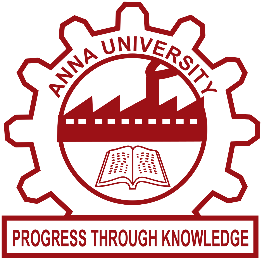 ANNA UNIVERSITY
PROGRESS THROUGH KNOWLEDGE